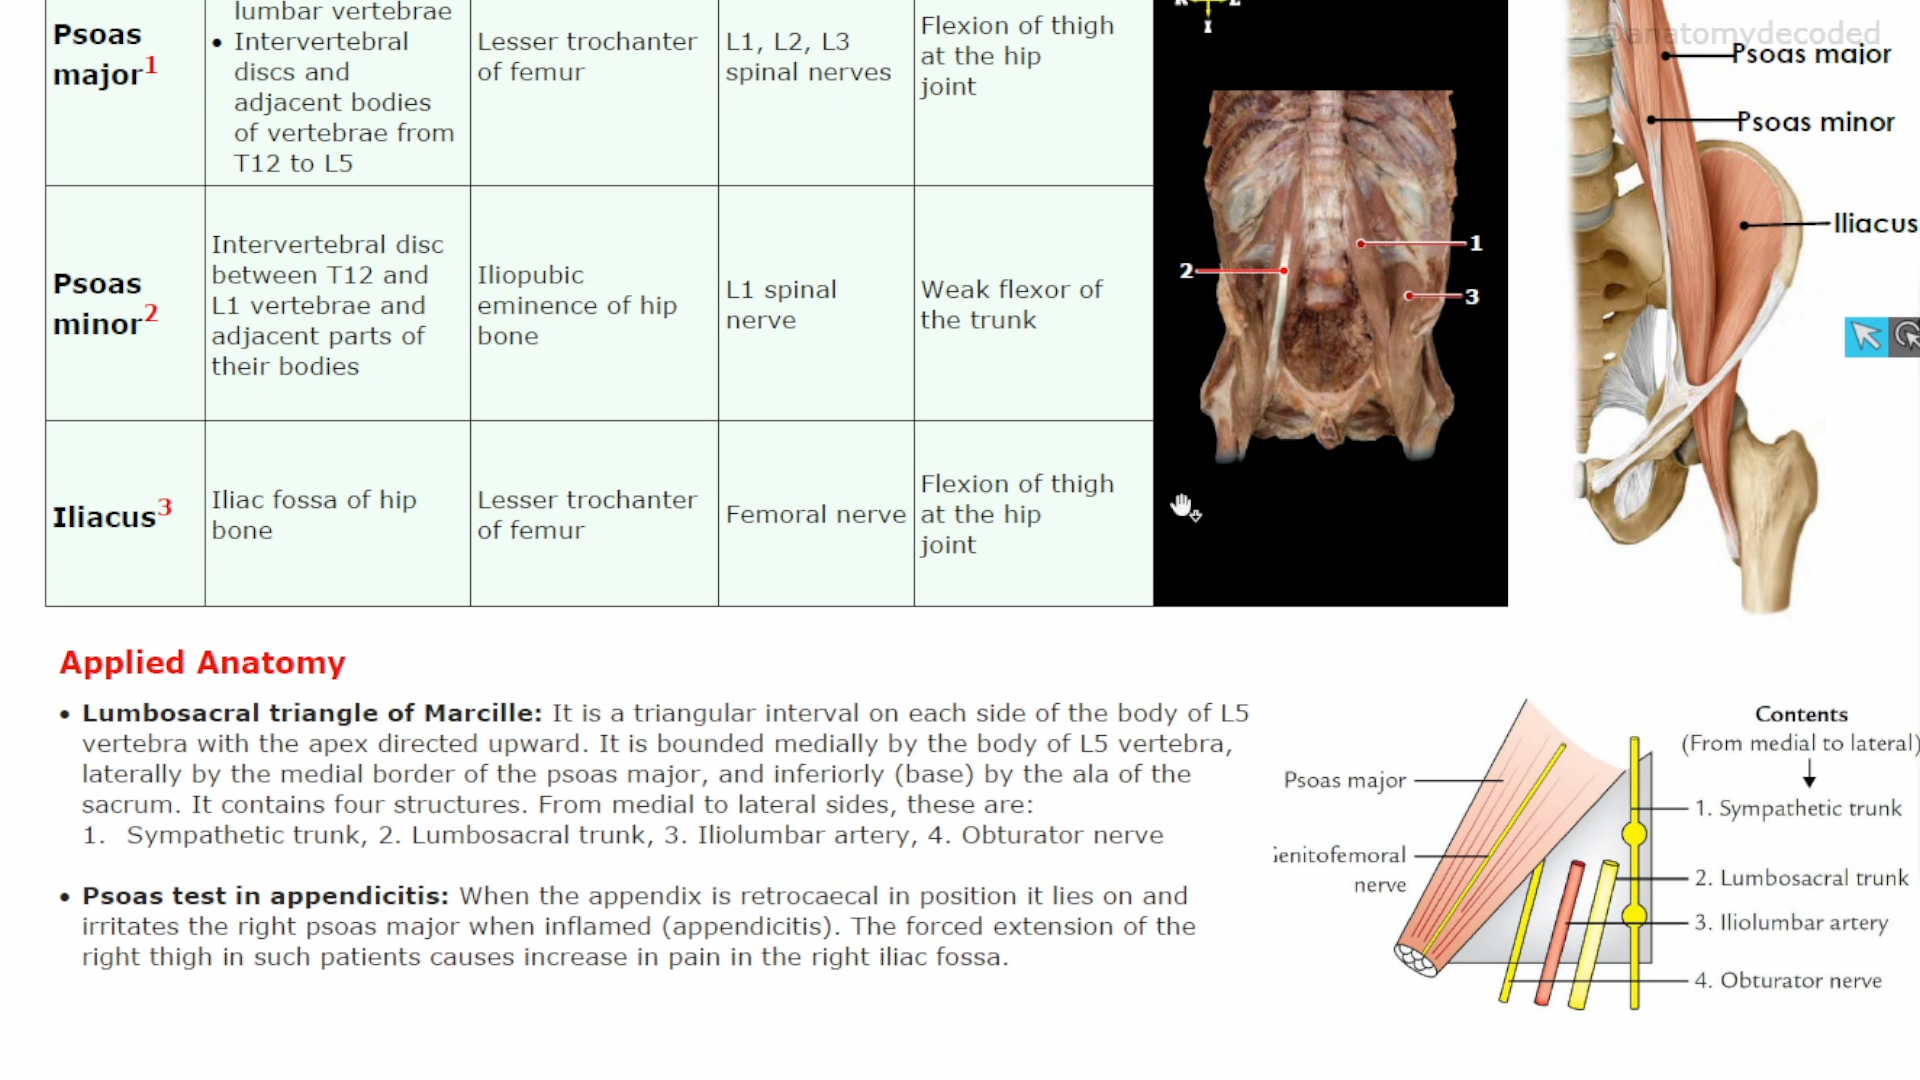 lumbar vertebrae
Psoas
major1
• Intervertebral
discs and
adjacent bodies
of vertebrae from
T12 to L5
Lesser trochanter
of femur
L1, L2, L3
spinal nerves
Flexion of thigh
at the hip
joint
Psoas
minor2
Intervertebral disc
between T12 and
L1 vertebrae and
adjacent parts of
their bodies
Iliopubic
eminence of hip
bone
L1 spinal
nerve
Weak flexor of
the trunk
Iliacus3
Iliac fossa of hip
bone
Lesser trochanter
of femur
Femoral nerve
Flexion of thigh
at the hip
joint
I
1
2
3
@anatomydecoded
Psoas major
Psoas minor
Iliacus
Applied Anatomy
• Lumbosacral triangle of Marcille: It is a triangular interval on each side of the body of L5
vertebra with the apex directed upward. It is bounded medially by the body of L5 vertebra,
laterally by the medial border of the psoas major, and inferiorly (base) by the ala of the
sacrum. It contains four structures. From medial to lateral sides, these are:
1. Sympathetic trunk, 2. Lumbosacral trunk, 3. Iliolumbar artery, 4. Obturator nerve
• Psoas test in appendicitis: When the appendix is retrocaecal in position it lies on and
irritates the right psoas major when inflamed (appendicitis). The forced extension of the
right thigh in such patients causes increase in pain in the right iliac fossa.
Psoas major
enitofemoral
nerve
Contents
(From medial to lateral)
1. Sympathetic trunk
2. Lumbosacral trunk
3. Iliolumbar artery
4. Obturator nerve